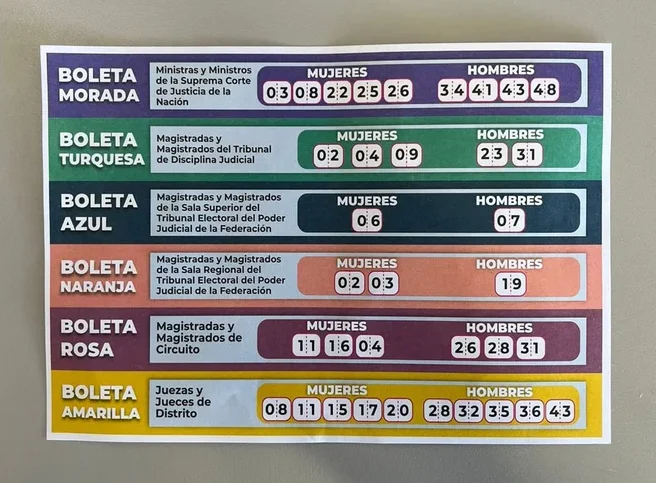 BOLETA
MORADA
Ministras y Ministros
de la Suprema Corte
de Justicia de la
Nación
MUJERES
03 08 22 25 26
HOMBRES
34 41 43 48
BOLETA
TURQUESA
Magistradas y
Magistrados del Tribunal
de Disciplina Judicial
MUJERES
02 04 09
HOMBRES
23 31
BOLETA
AZUL
Magistradas y Magistrados
de la Sala Superior del
Tribunal Electoral del Poder
Judicial de la Federación
MUJERES
06
HOMBRES
07
BOLETA
NARANJA
Magistradas y Magistrados
de la Sala Regional del
Tribunal Electoral del Poder
Judicial de la Federación
MUJERES
02 03
HOMBRES
19
BOLETA
ROSA
Magistradas y
Magistrados de
Circuito
MUJERES
11 16 04
HOMBRES
26 28 31
BOLETA
AMARILLA
Juezas y
Jueces de
Distrito
MUJERES
08 11 15 17 20
HOMBRES
28 32 35 36 43